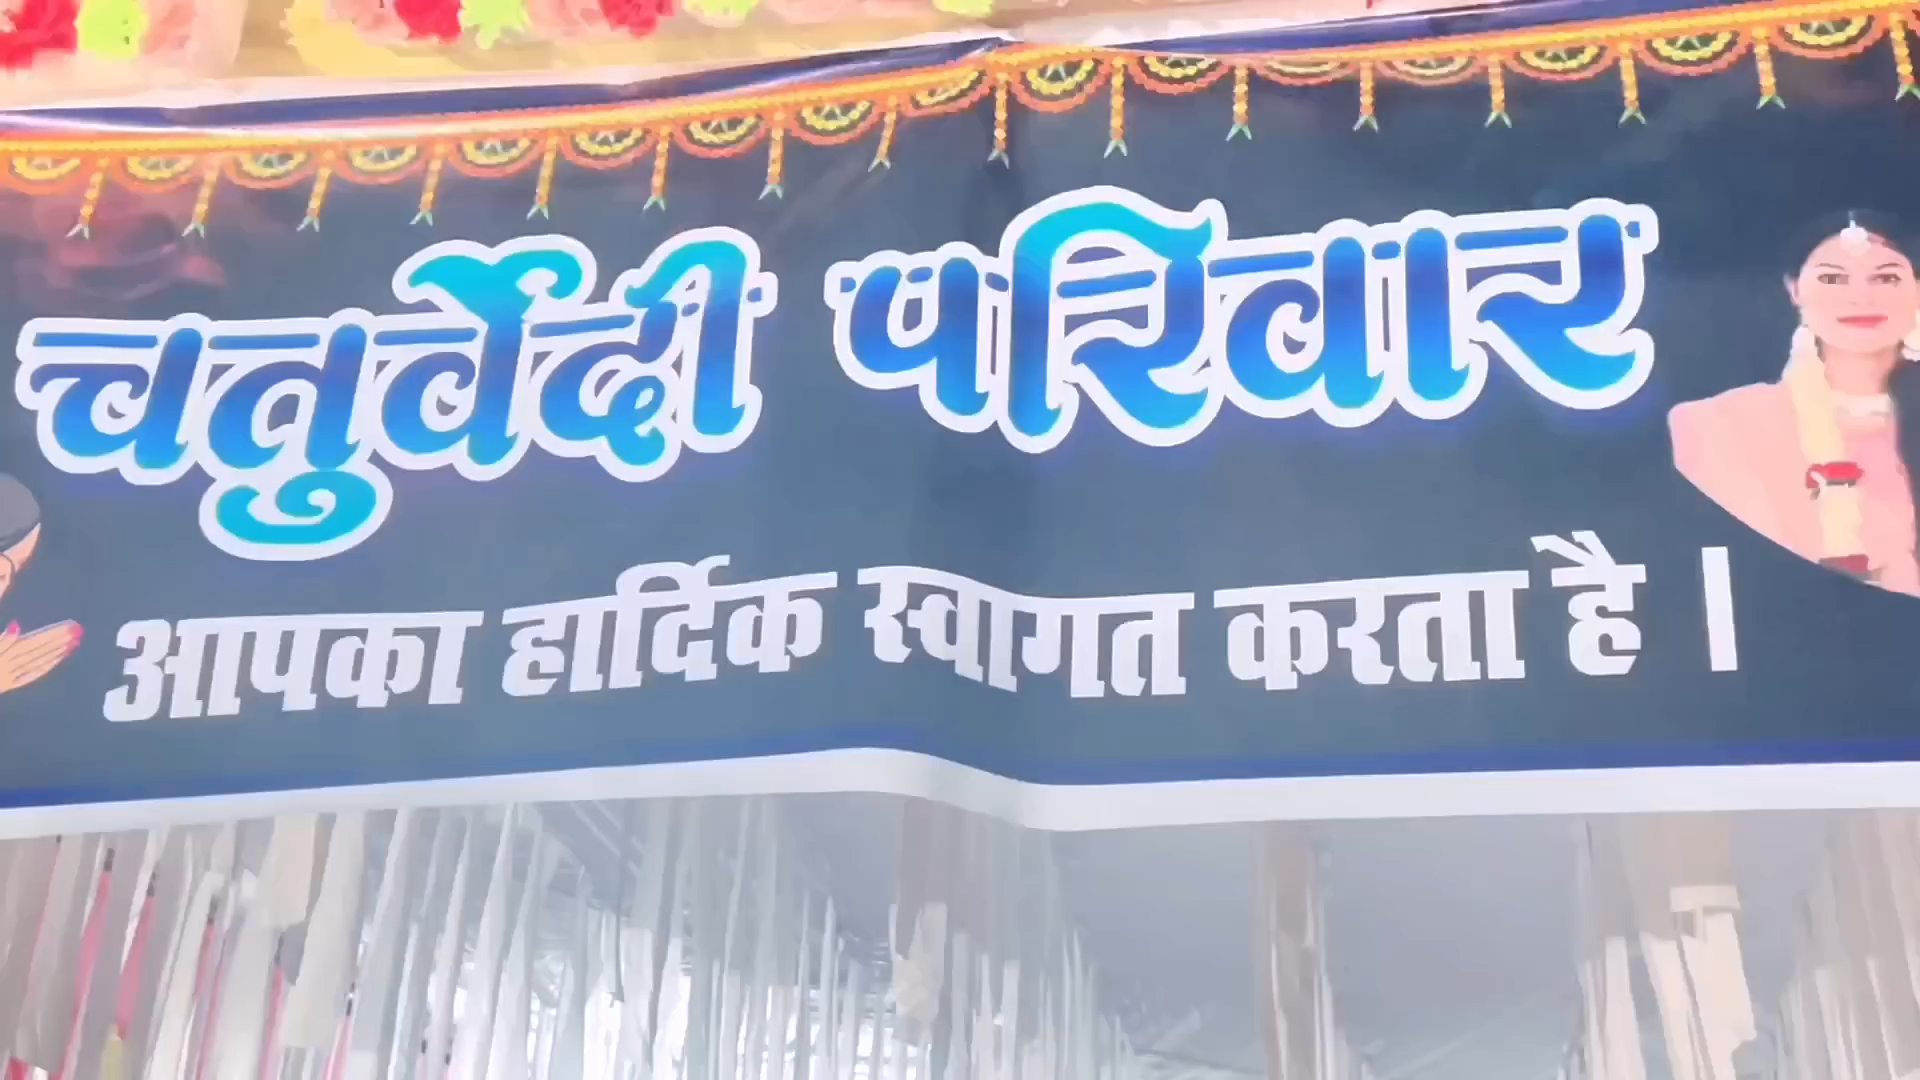 चतुर्वेदी परिवार
आपका हार्दिक स्वागत करता है ।